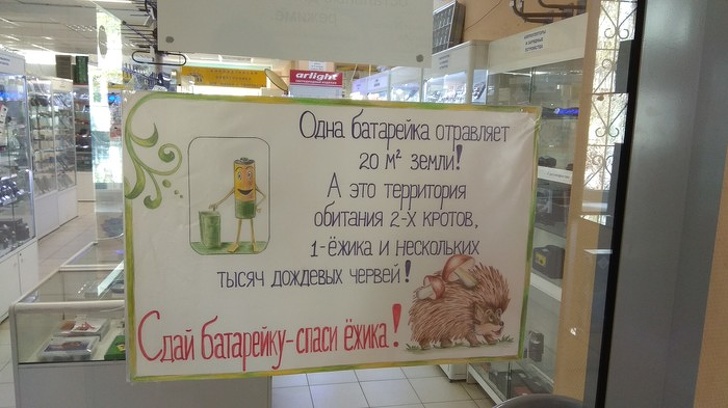 arlight
Одна батарейка отравляет
20 м² земли!
А это территория
обитания 2-х кротов,
1-ёжика и нескольких
тысяч дождевых червей!
Сдай батарейку-спаси ёжика!